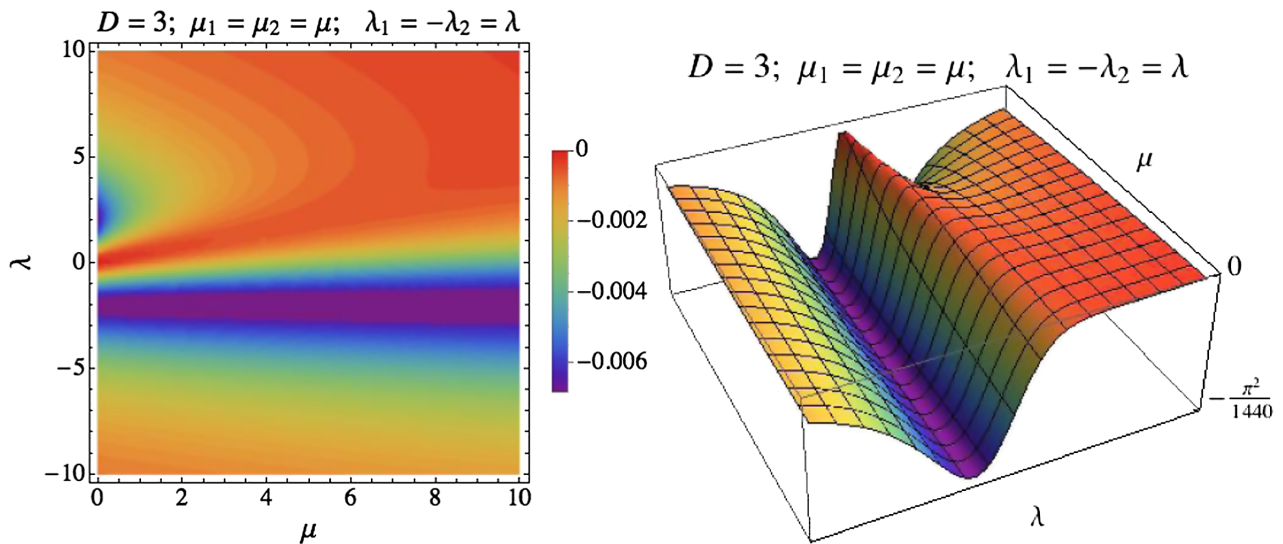 D = 3; μ₁ = μ₂ = μ; λ₁ = −λ₂ = λ
10
5
0
−5
−10
λ
0 2 4 6 8 10
μ
0
−0.002
−0.004
−0.006
D = 3; μ₁ = μ₂ = μ; λ₁ = −λ₂ = λ
μ
0
−π²/1440
λ